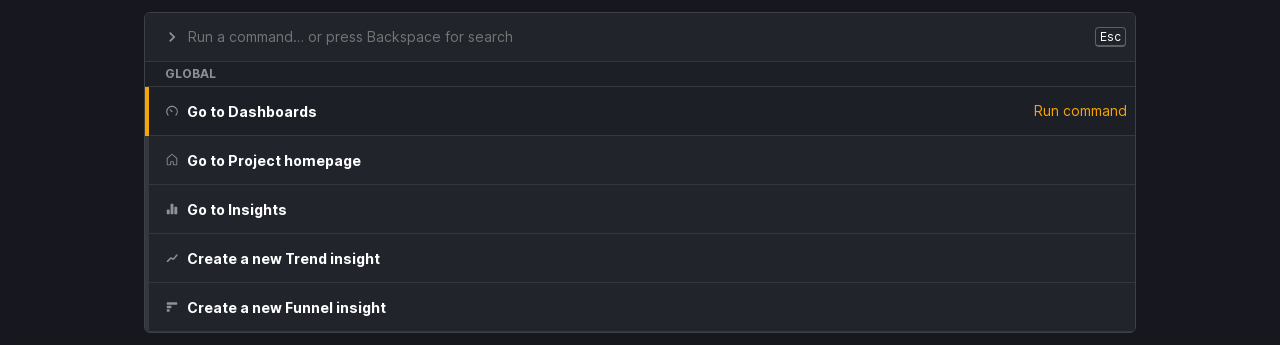 Run a command... or press Backspace for search
Esc
GLOBAL
Go to Dashboards
Run command
Go to Project homepage
Go to Insights
Create a new Trend insight
Create a new Funnel insight